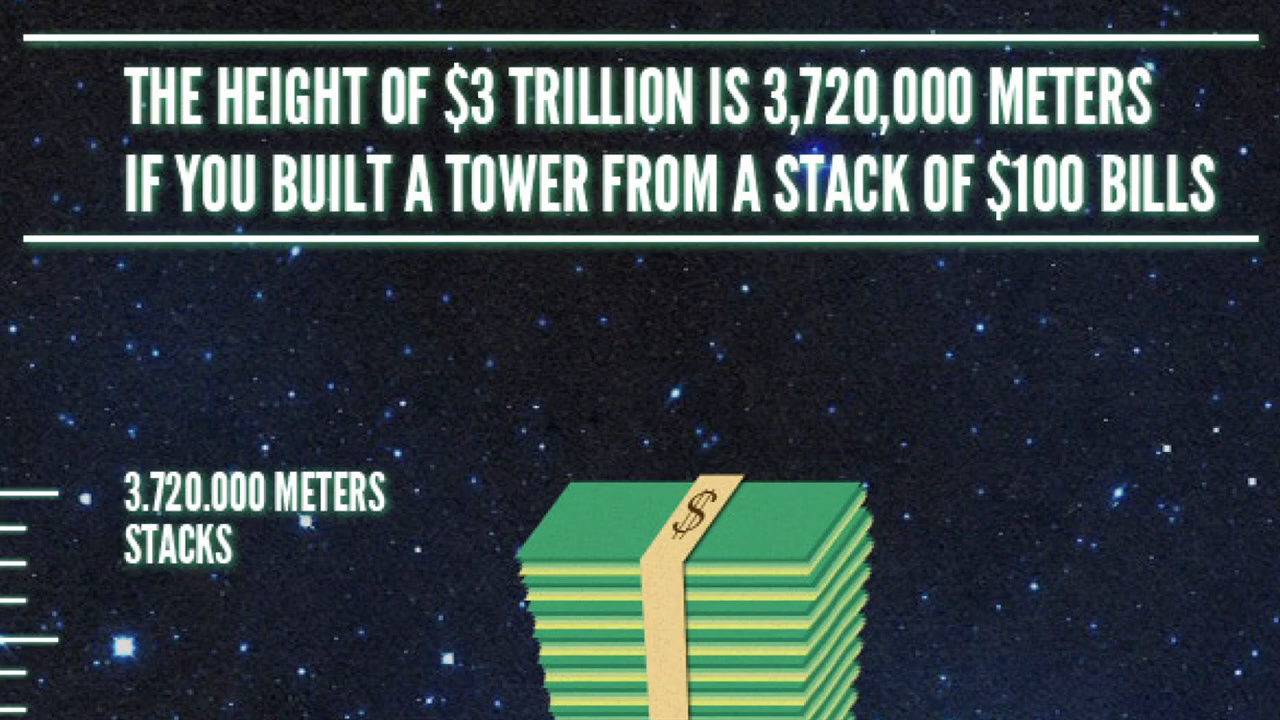 THE HEIGHT OF $3 TRILLION IS 3,720,000 METERS
IF YOU BUILT A TOWER FROM A STACK OF $100 BILLS
3.720.000 METERS
STACKS
$